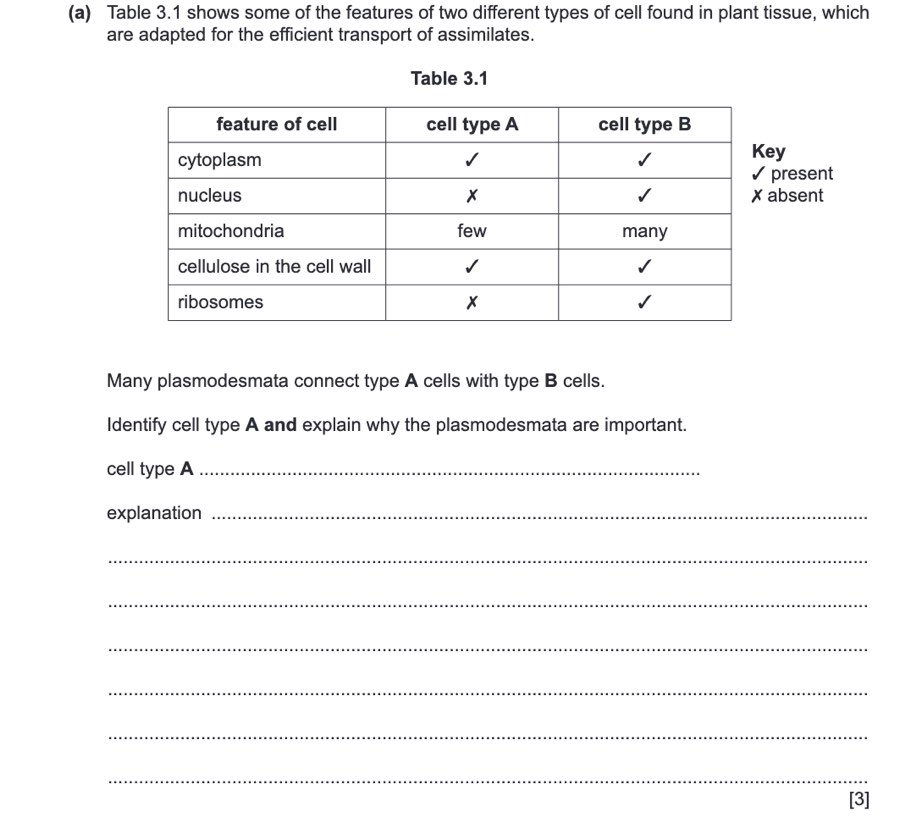 (a) Table 3.1 shows some of the features of two different types of cell found in plant tissue, which
are adapted for the efficient transport of assimilates.
Table 3.1
feature of cell cell type A cell type B
cytoplasm ✓ ✓
nucleus ✗ ✓
mitochondria few many
cellulose in the cell wall ✓ ✓
ribosomes ✗ ✓
Key
✓ present
✗ absent
Many plasmodesmata connect type A cells with type B cells.
Identify cell type A and explain why the plasmodesmata are important.
cell type A ..........
explanation ..........
[3]